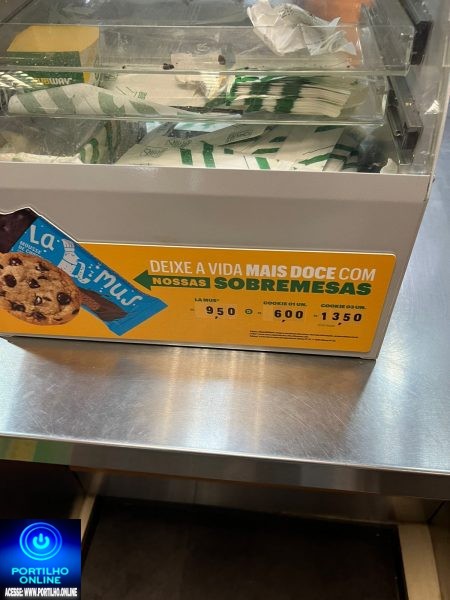 SUBWAY
La
MOUSSE
mus
DEIXE A VIDA MAIS DOCE COM
NOSSAS SOBREMESAS
LA MUS®
COOKIE 01 UN.
COOKIE 03 UN.
9,50
6,00
13,50
PORTILHO
ONLINE
ACESSE: WWW.PORTILHO.ONLINE